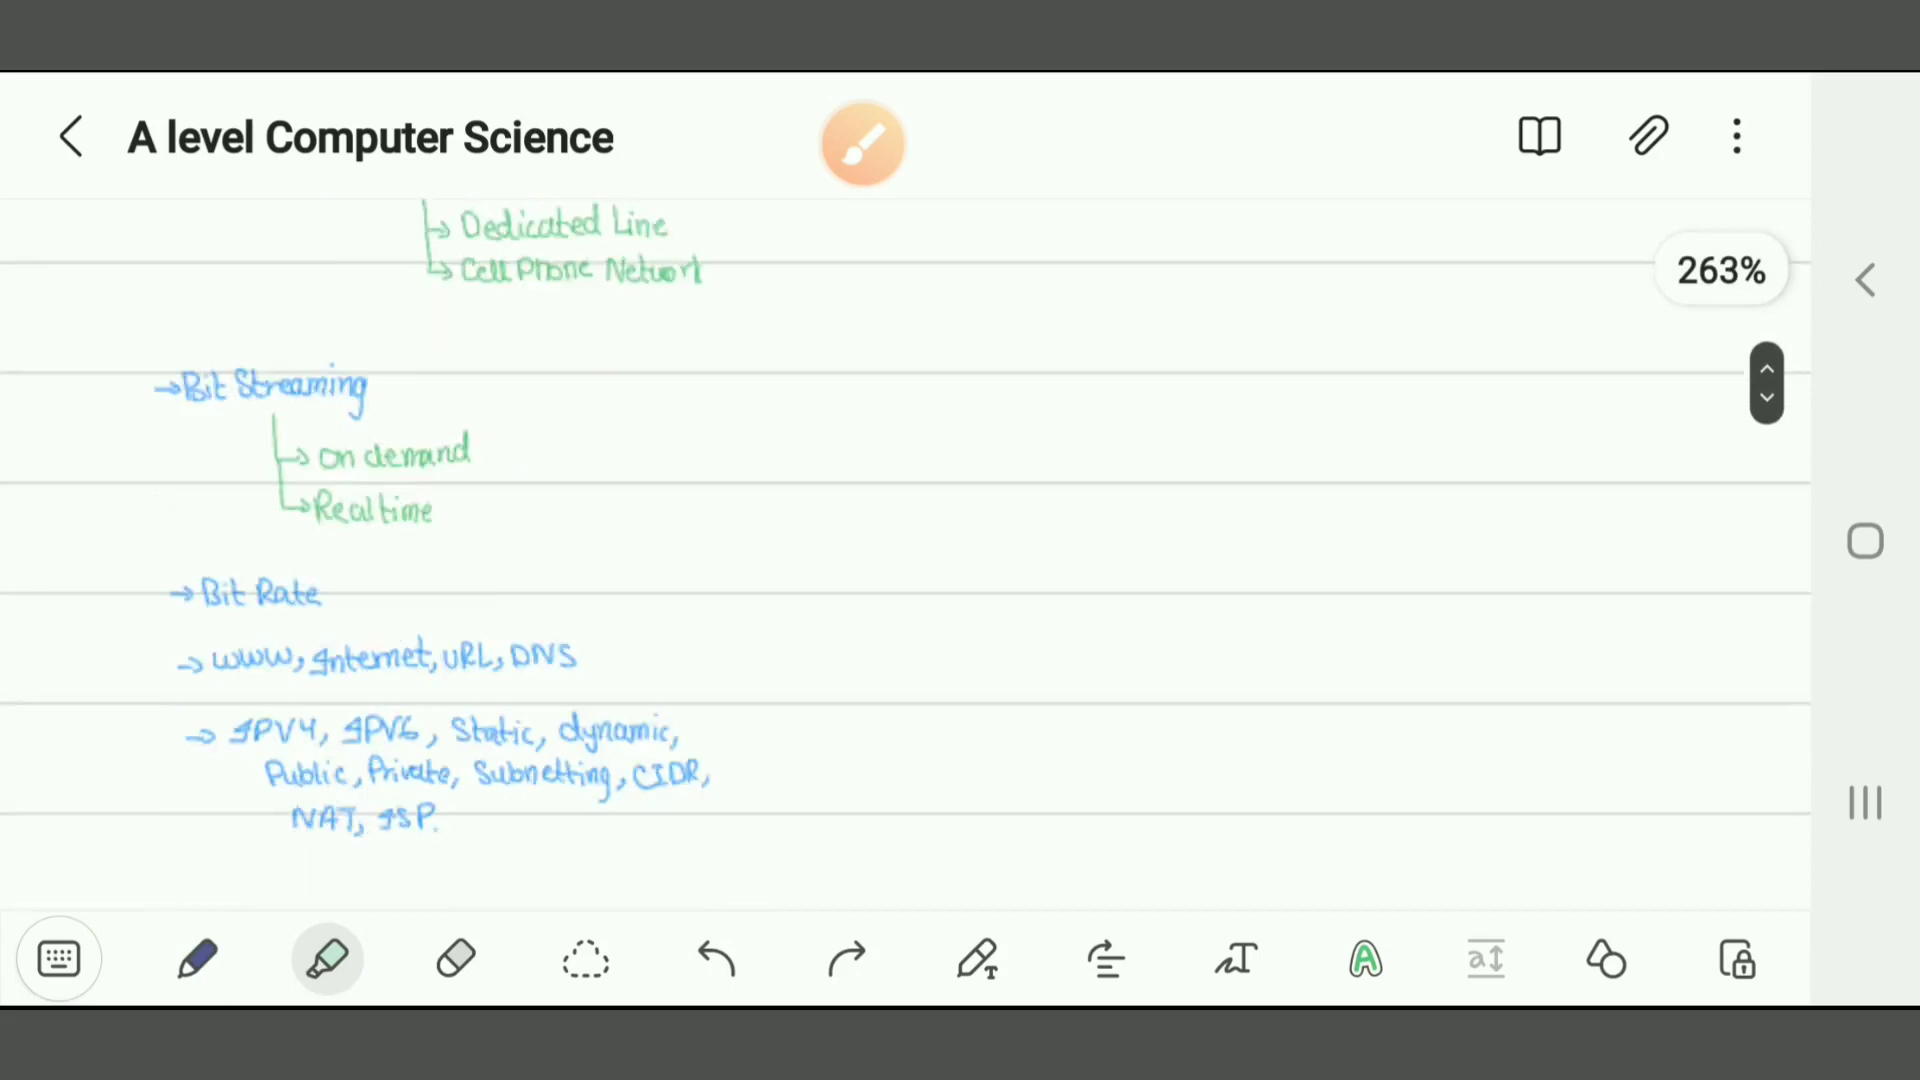 A level Computer Science
→ Dedicated Line
→ Cell Phone Network
263%
→ Bit Streaming
→ on demand
→ Realtime
→ Bit Rate
→ WWW, Internet, URL, DNS
→ IPV4, IPV6, Static, dynamic,
Public, Private, Subnetting, CIDR,
NAT, ISP.